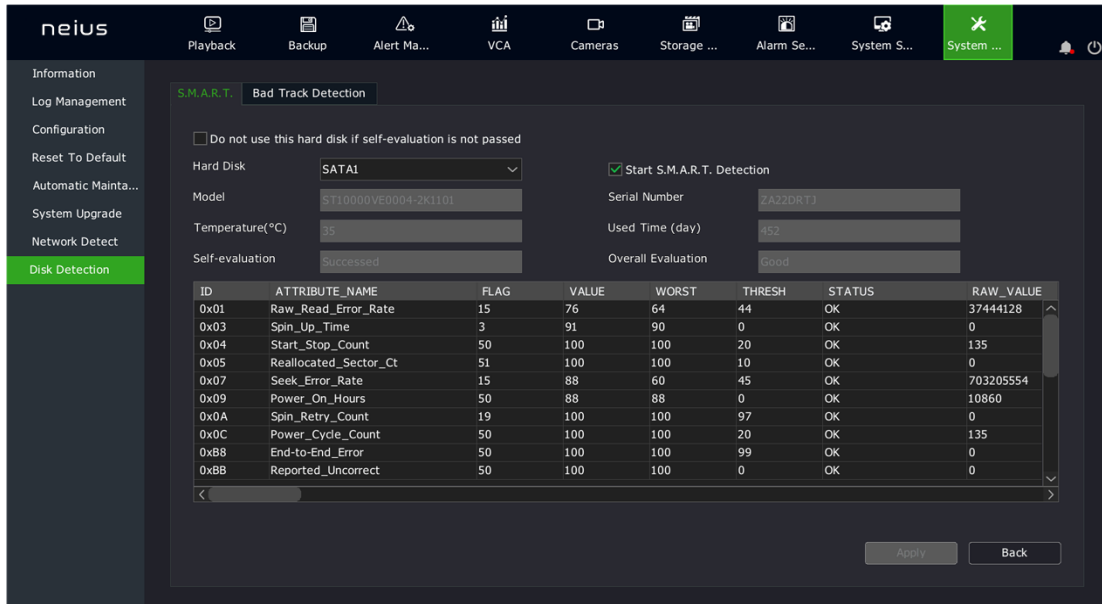 neius
Playback Backup Alert Ma... VCA Cameras Storage ... Alarm Se... System S... System ...
Information
Log Management
Configuration
Reset To Default
Automatic Mainta...
System Upgrade
Network Detect
Disk Detection
S.M.A.R.T. Bad Track Detection
Do not use this hard disk if self-evaluation is not passed
Hard Disk SATA1 Start S.M.A.R.T. Detection
Model ST10000VE0004-2K1101 Serial Number ZA22DRTJ
Temperature(°C) 35 Used Time (day) 452
Self-evaluation Successed Overall Evaluation Good
ID ATTRIBUTE_NAME FLAG VALUE WORST THRESH STATUS RAW_VALUE
0x01 Raw_Read_Error_Rate 15 76 64 44 OK 37444128
0x03 Spin_Up_Time 3 91 90 0 OK 0
0x04 Start_Stop_Count 50 100 100 20 OK 135
0x05 Reallocated_Sector_Ct 51 100 100 10 OK 0
0x07 Seek_Error_Rate 15 88 60 45 OK 703205554
0x09 Power_On_Hours 50 88 88 0 OK 10860
0x0A Spin_Retry_Count 19 100 100 97 OK 0
0x0C Power_Cycle_Count 50 100 100 20 OK 135
0xB8 End-to-End_Error 50 100 100 99 OK 0
0xBB Reported_Uncorrect 50 100 100 0 OK 0
Apply Back